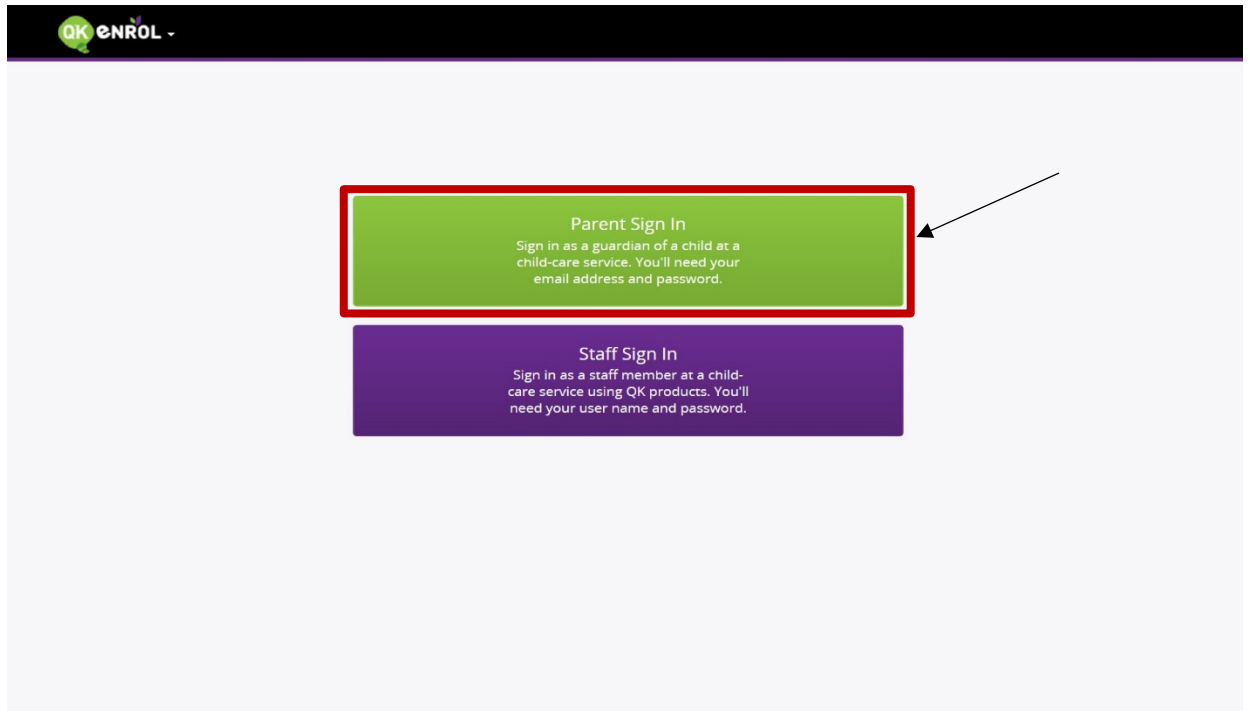 QK eNROL
Parent Sign In
Sign in as a guardian of a child at a
child-care service. You'll need your
email address and password.
Staff Sign In
Sign in as a staff member at a child-
care service using QK products. You'll
need your user name and password.